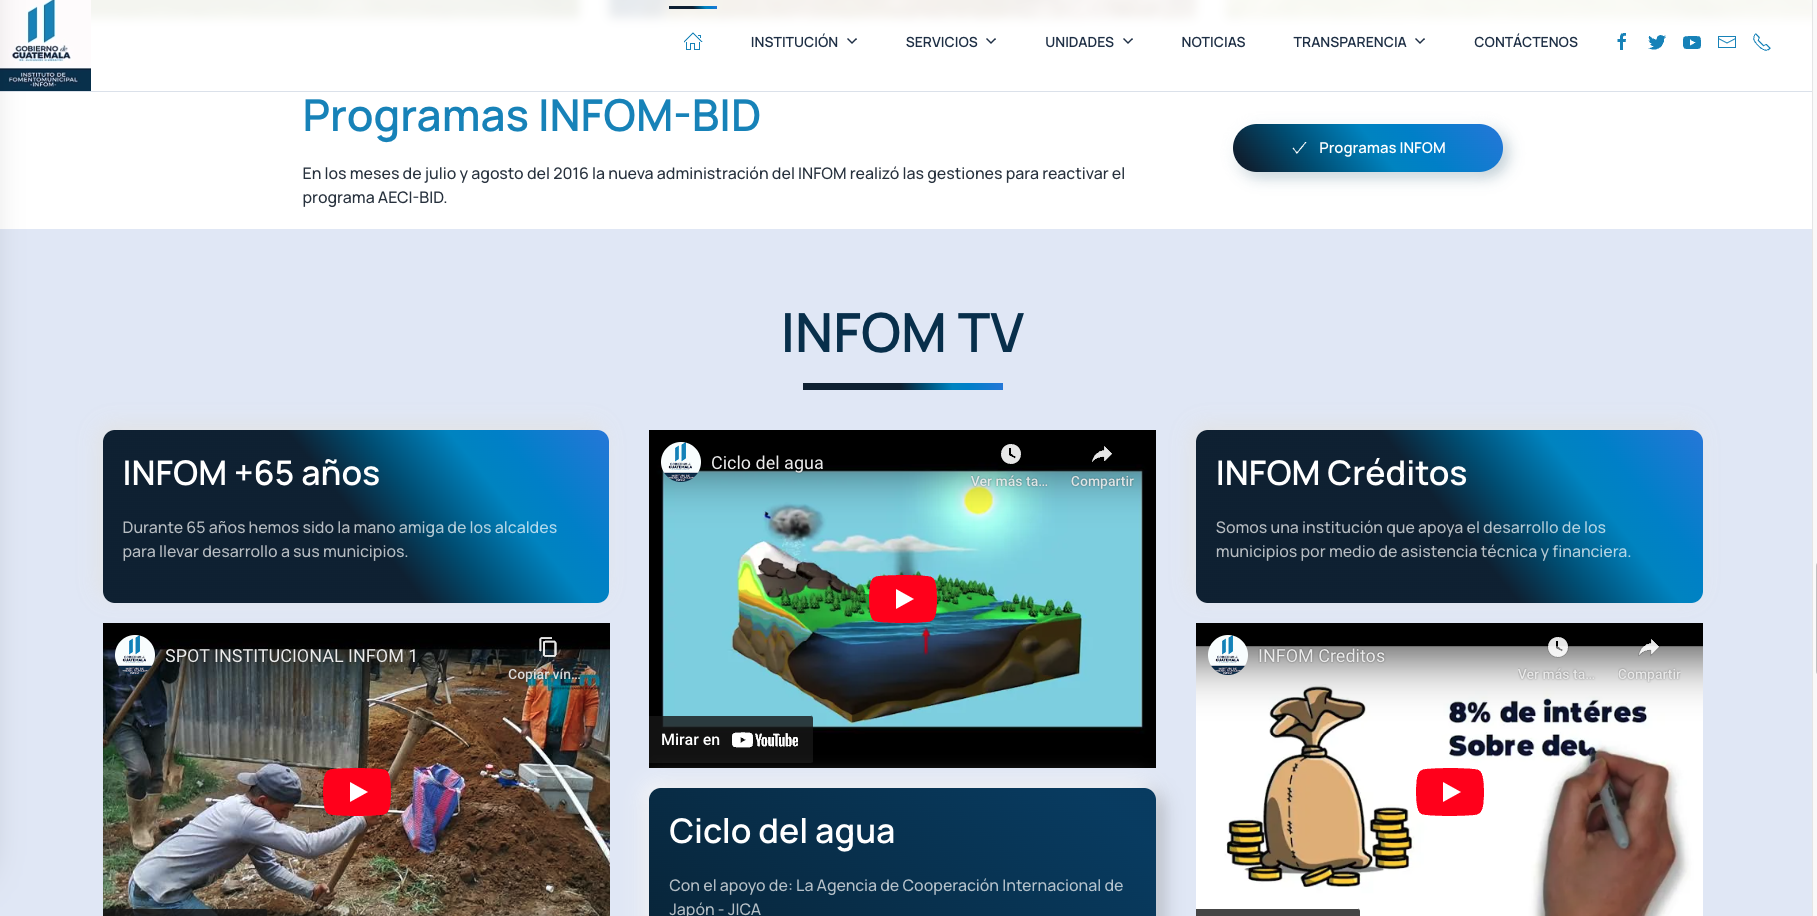 GOBIERNO de
GUATEMALA
INSTITUTO DE
FOMENTO MUNICIPAL
-INFOM-
INSTITUCIÓN
SERVICIOS
UNIDADES
NOTICIAS
TRANSPARENCIA
CONTÁCTENOS
Programas INFOM-BID
En los meses de julio y agosto del 2016 la nueva administración del INFOM realizó las gestiones para reactivar el
programa AECI-BID.
Programas INFOM
INFOM TV
INFOM +65 años
Durante 65 años hemos sido la mano amiga de los alcaldes
para llevar desarrollo a sus municipios.
SPOT INSTITUCIONAL INFOM 1
Copiar vín...
Ciclo del agua
Ver más ta...
Compartir
Mirar en YouTube
Ciclo del agua
Con el apoyo de: La Agencia de Cooperación Internacional de
Japón - JICA
INFOM Créditos
Somos una institución que apoya el desarrollo de los
municipios por medio de asistencia técnica y financiera.
INFOM Creditos
Ver más ta...
Compartir
8% de intéres
Sobre deu